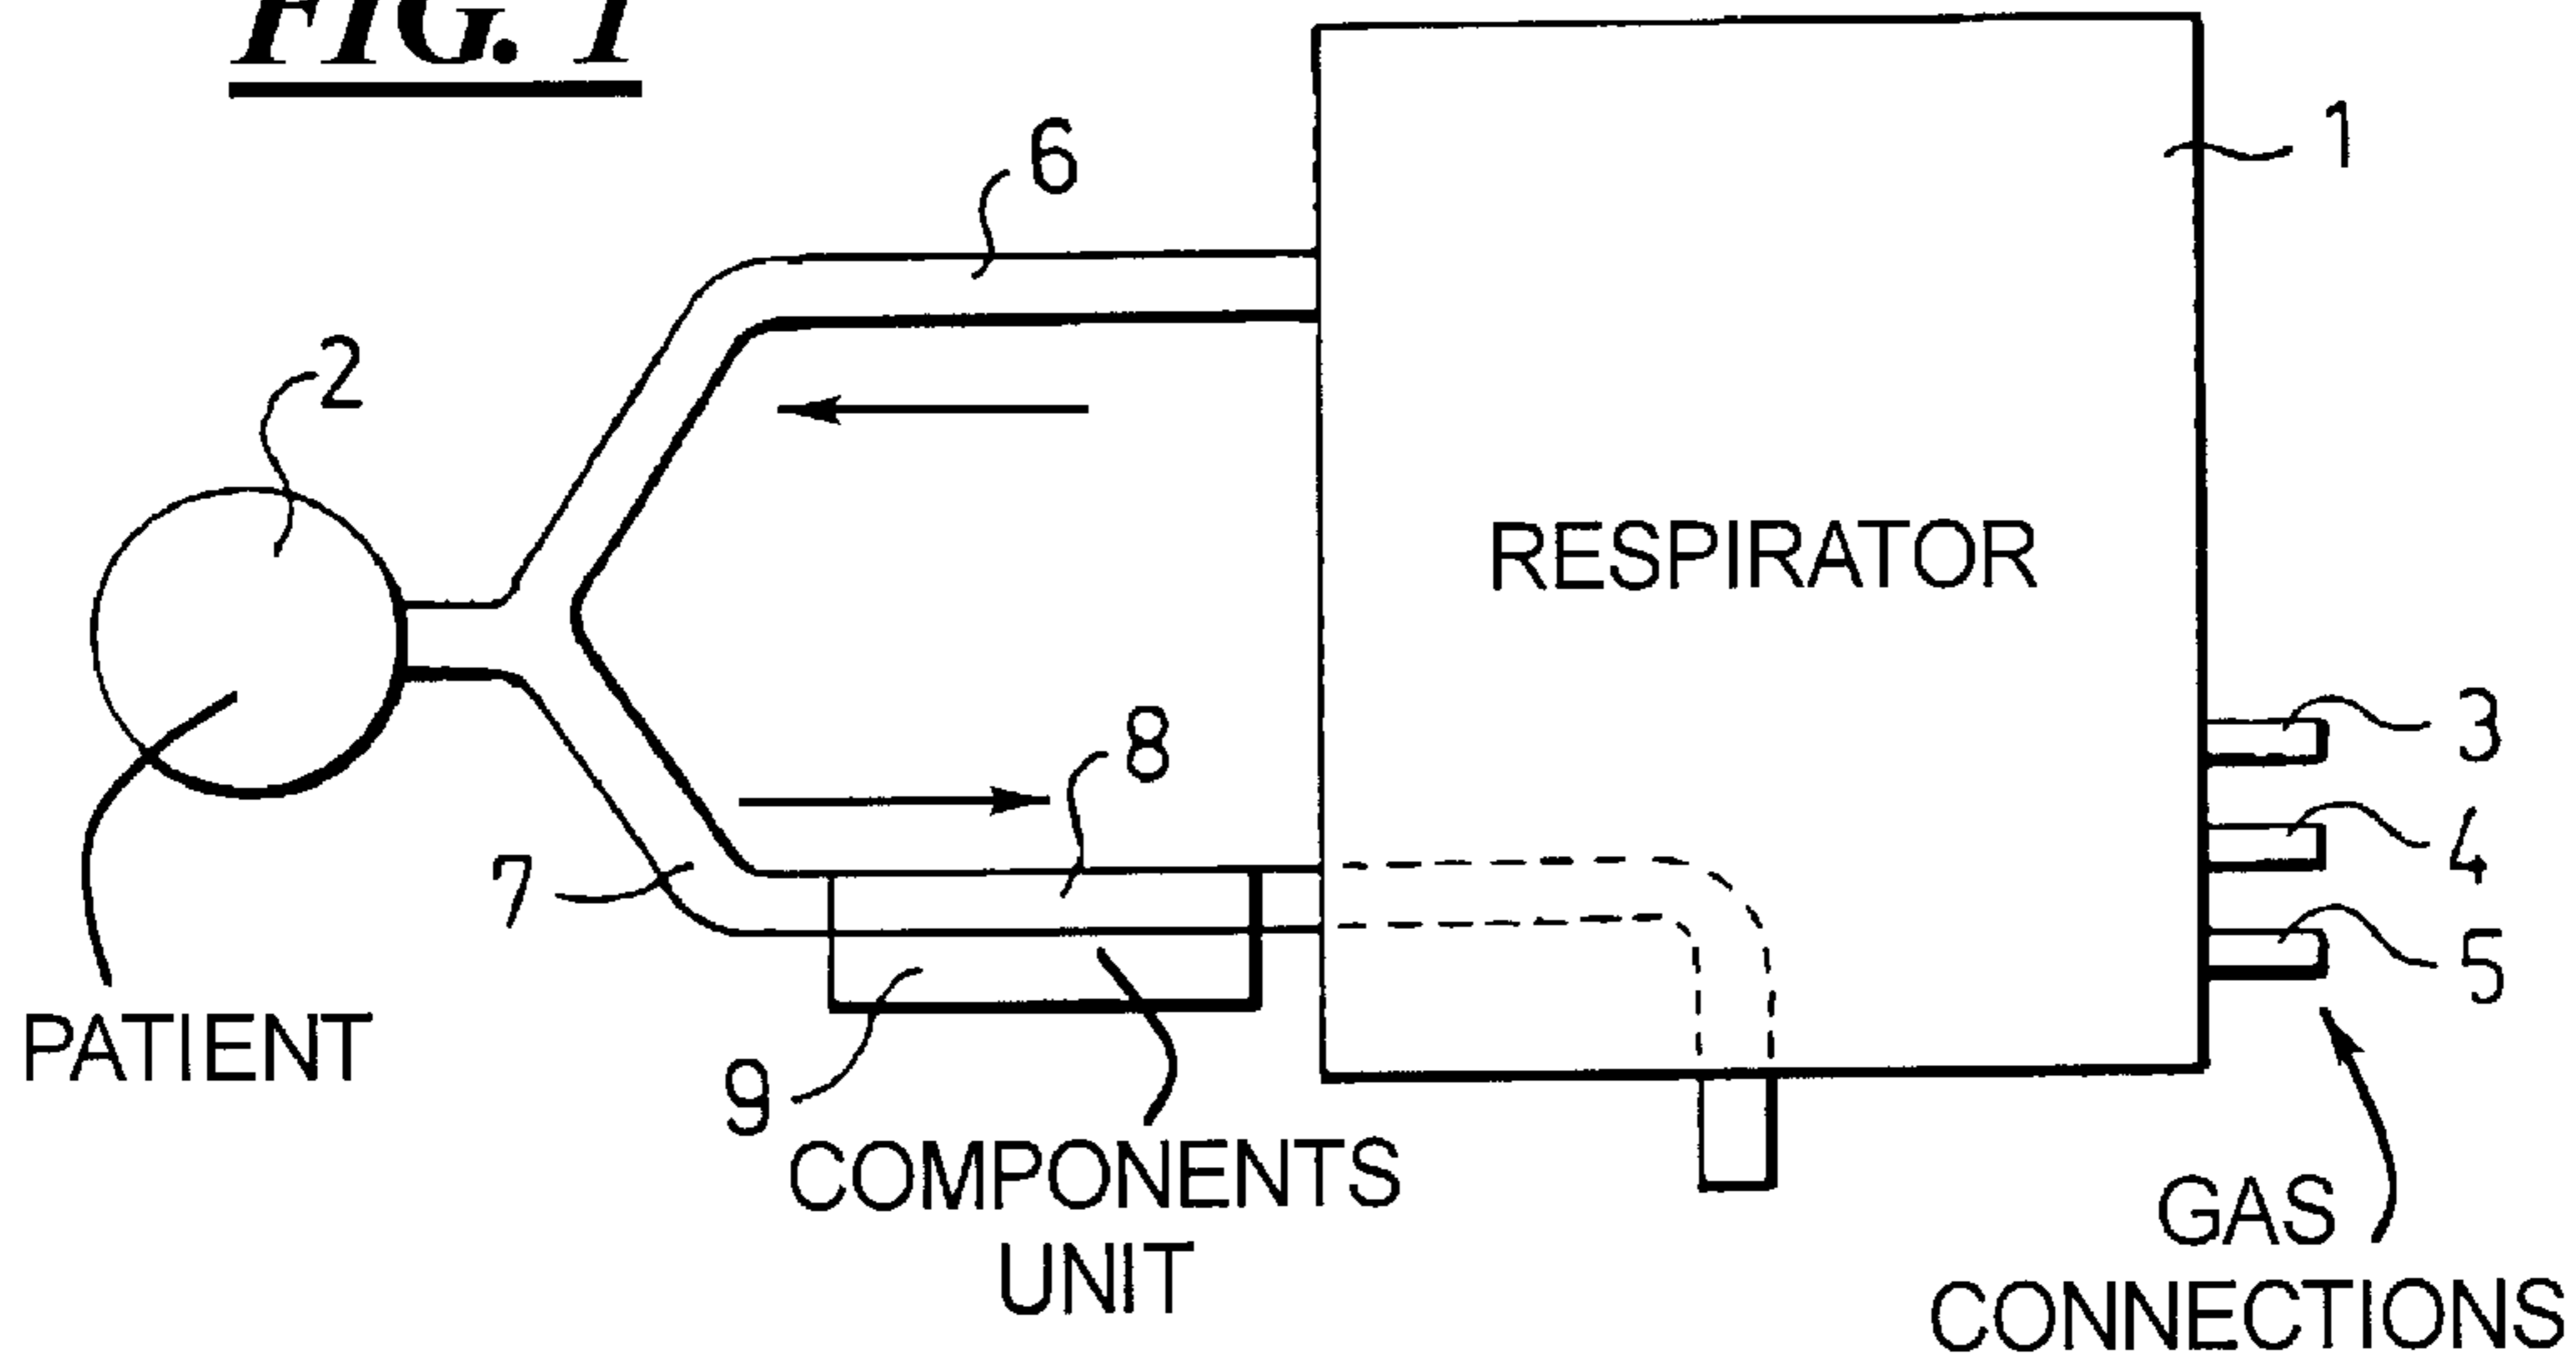 FIG. 1
1
6
2
RESPIRATOR
3
8
4
7
5
PATIENT
9
COMPONENTS
UNIT
GAS
CONNECTIONS